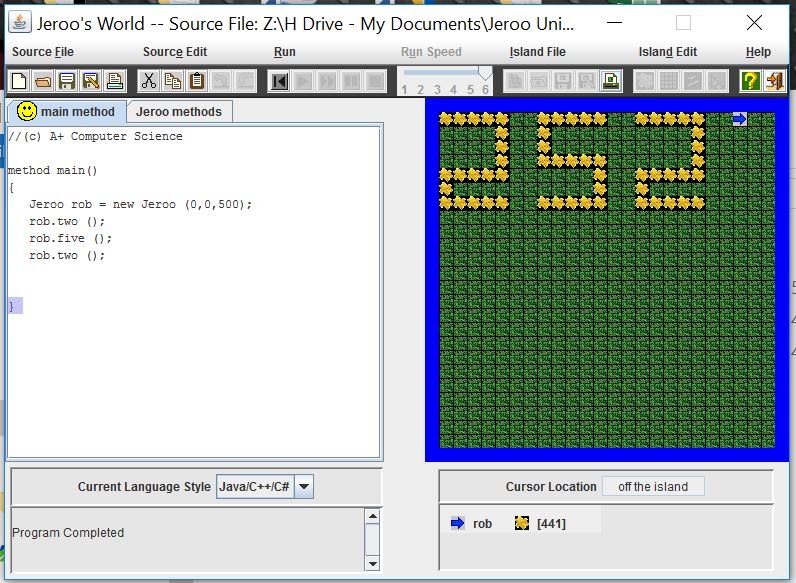 Jeroo's World -- Source File: Z:\H Drive - My Documents\Jeroo Uni...
Source File Source Edit Run Run Speed Island File Island Edit Help
1 2 3 4 5 6
main method Jeroo methods
//(c) A+ Computer Science
method main()
{
Jeroo rob = new Jeroo (0,0,500);
rob.two ();
rob.five ();
rob.two ();
}
Current Language Style Java/C++/C#
Program Completed
Cursor Location off the island
rob [441]